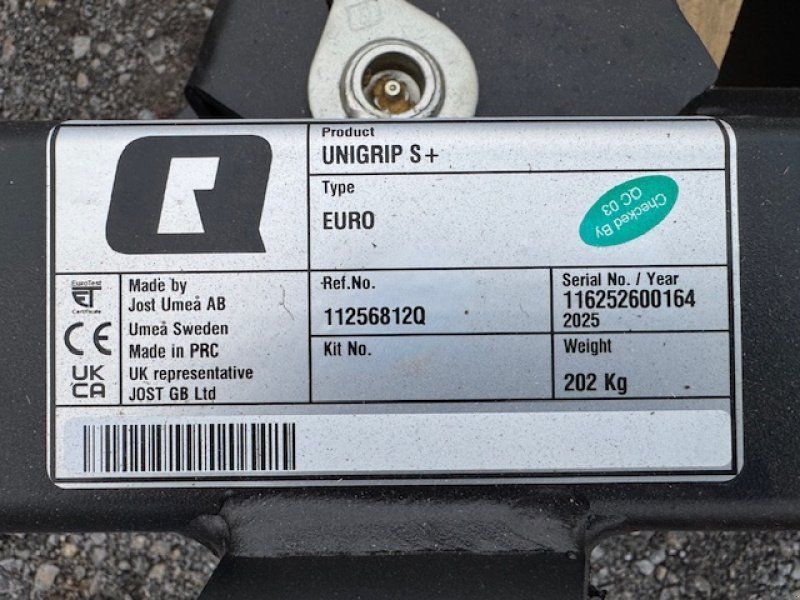 Product
UNIGRIP S+
Type
EURO
Checked By
QC 03
EuroTest
ET
Certificate
CE
UK
CA
Made by
Jost Umeå AB
Umeå Sweden
Made in PRC
UK representative
JOST GB Ltd
Ref.No.
11256812Q
Serial No. / Year
116252600164
2025
Kit No.
Weight
202 Kg